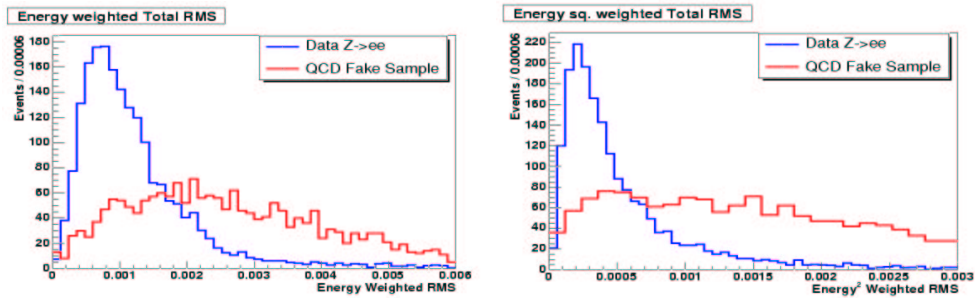 Energy weighted Total RMS
Events / 0.00006
180
160
140
120
100
80
60
40
20
0
Data Z->ee
QCD Fake Sample
0 0.001 0.002 0.003 0.004 0.005 0.006
Energy Weighted RMS
Energy sq. weighted Total RMS
Events / 0.00006
220
200
180
160
140
120
100
80
60
40
20
0
Data Z->ee
QCD Fake Sample
0 0.0005 0.001 0.0015 0.002 0.0025 0.003
Energy² Weighted RMS